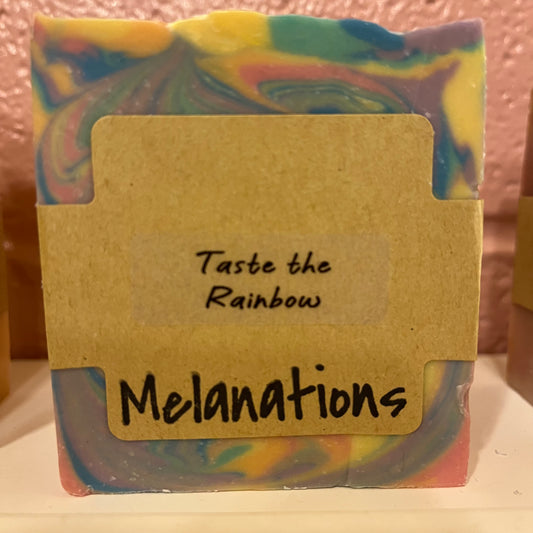 Taste the
Rainbow
Melanations